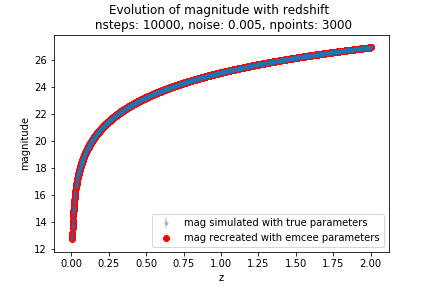 Evolution of magnitude with redshift
nsteps: 10000, noise: 0.005, npoints: 3000
magnitude
26
24
22
20
18
16
14
12
mag simulated with true parameters
mag recreated with emcee parameters
0.00 0.25 0.50 0.75 1.00 1.25 1.50 1.75 2.00
z